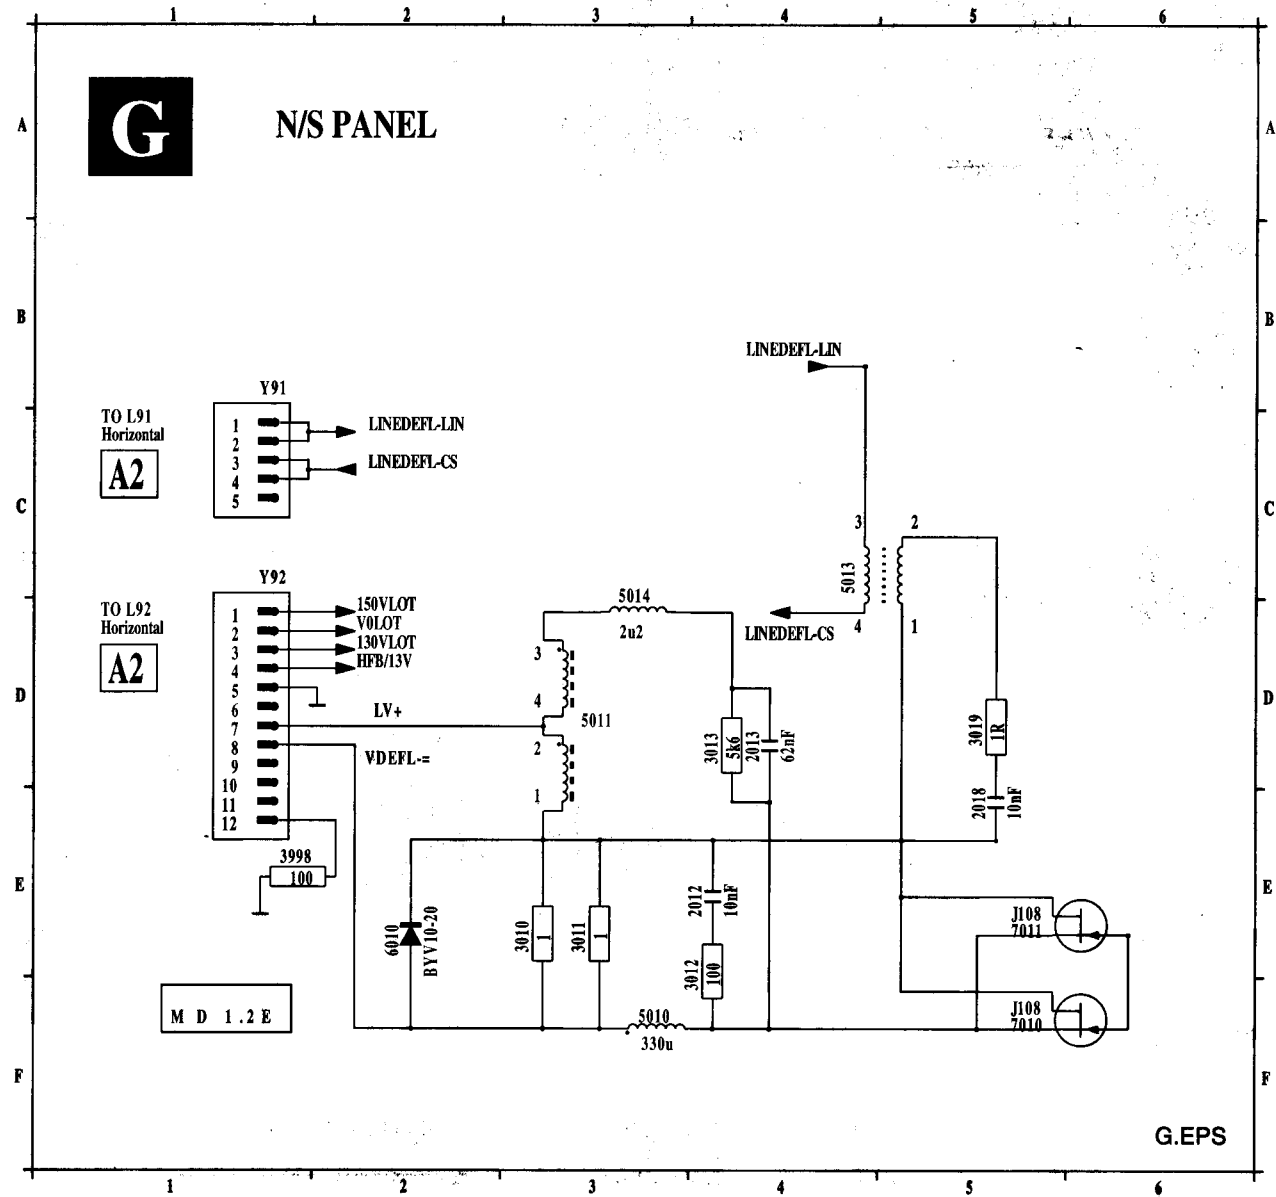 1 2 3 4 5 6
A A
G
N/S PANEL
B B
LINEDEFL-LIN
Y91
TO L91
Horizontal
A2
1
2
3
4
5
LINEDEFL-LIN
LINEDEFL-CS
C C
3 2
5013
4 1
LINEDEFL-CS
Y92
TO L92
Horizontal
A2
1
2
3
4
5
6
7
8
9
10
11
12
150VLOT
V0LOT
130VLOT
HFB/13V
LV+
VDEFL-=
5014
2u2
3
4
5011
2
1
D D
3013
5k6
2013
62nF
3019
1R
2018
10nF
3998
100
E E
6010
BYV10-20
3010
1
3011
1
2012
10nF
3012
100
J108
7011
J108
7010
5010
330u
M D 1.2E
F F
G.EPS
1 2 3 4 5 6